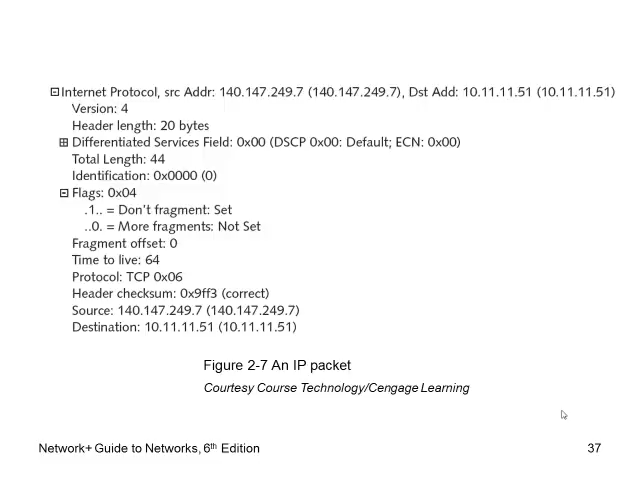 Internet Protocol, src Addr: 140.147.249.7 (140.147.249.7), Dst Add: 10.11.11.51 (10.11.11.51)
Version: 4
Header length: 20 bytes
Differentiated Services Field: 0x00 (DSCP 0x00: Default; ECN: 0x00)
Total Length: 44
Identification: 0x0000 (0)
Flags: 0x04
.1.. = Don't fragment: Set
..0. = More fragments: Not Set
Fragment offset: 0
Time to live: 64
Protocol: TCP 0x06
Header checksum: 0x9ff3 (correct)
Source: 140.147.249.7 (140.147.249.7)
Destination: 10.11.11.51 (10.11.11.51)
Figure 2-7 An IP packet
Courtesy Course Technology/Cengage Learning
Network+ Guide to Networks, 6th Edition
37